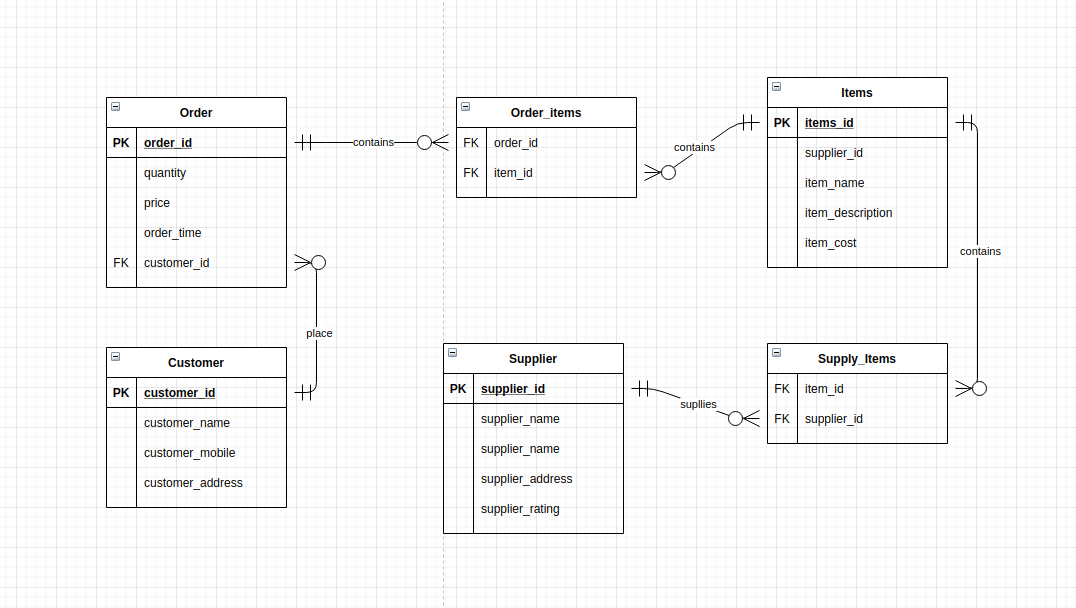 Order
PK order_id
quantity
price
order_time
FK customer_id
contains
Order_items
FK order_id
FK item_id
contains
Items
PK items_id
supplier_id
item_name
item_description
item_cost
contains
place
Customer
PK customer_id
customer_name
customer_mobile
customer_address
Supplier
PK supplier_id
supplier_name
supplier_name
supplier_address
supplier_rating
supllies
Supply_Items
FK item_id
FK supplier_id